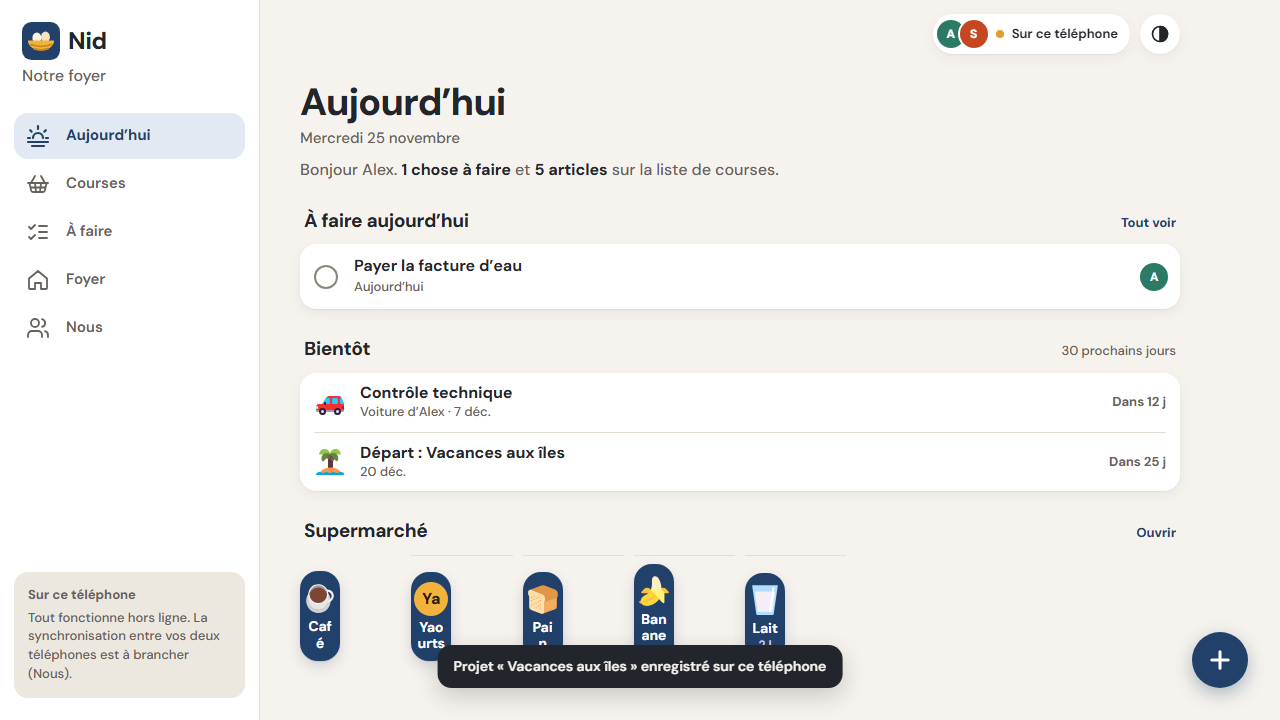 Nid
Notre foyer
Aujourd’hui
Courses
À faire
Foyer
Nous
Sur ce téléphone
Tout fonctionne hors ligne. La
synchronisation entre vos deux
téléphones est à brancher
(Nous).
A
S
Sur ce téléphone
Aujourd’hui
Mercredi 25 novembre
Bonjour Alex. 1 chose à faire et 5 articles sur la liste de courses.
À faire aujourd’hui
Tout voir
Payer la facture d’eau
Aujourd’hui
A
Bientôt
30 prochains jours
Contrôle technique
Voiture d’Alex · 7 déc.
Dans 12 j
Départ : Vacances aux îles
20 déc.
Dans 25 j
Supermarché
Ouvrir
Caf
é
Ya
Yao
urts
Pai
n
Ban
ane
Lait
Projet « Vacances aux îles » enregistré sur ce téléphone